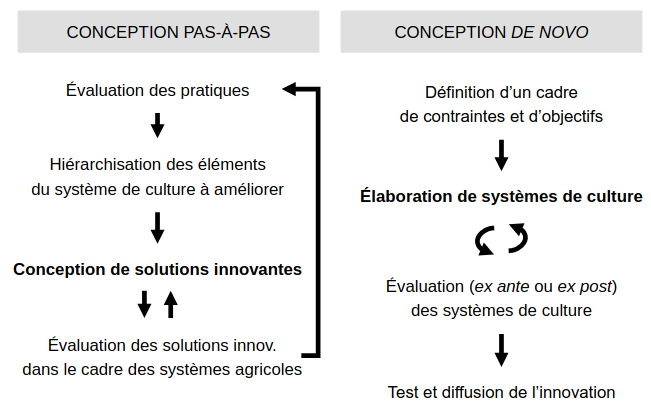 CONCEPTION PAS-À-PAS
Évaluation des pratiques
Hiérarchisation des éléments
du système de culture à améliorer
Conception de solutions innovantes
Évaluation des solutions innov.
dans le cadre des systèmes agricoles
CONCEPTION DE NOVO
Définition d’un cadre
de contraintes et d’objectifs
Élaboration de systèmes de culture
Évaluation (ex ante ou ex post)
des systèmes de culture
Test et diffusion de l’innovation